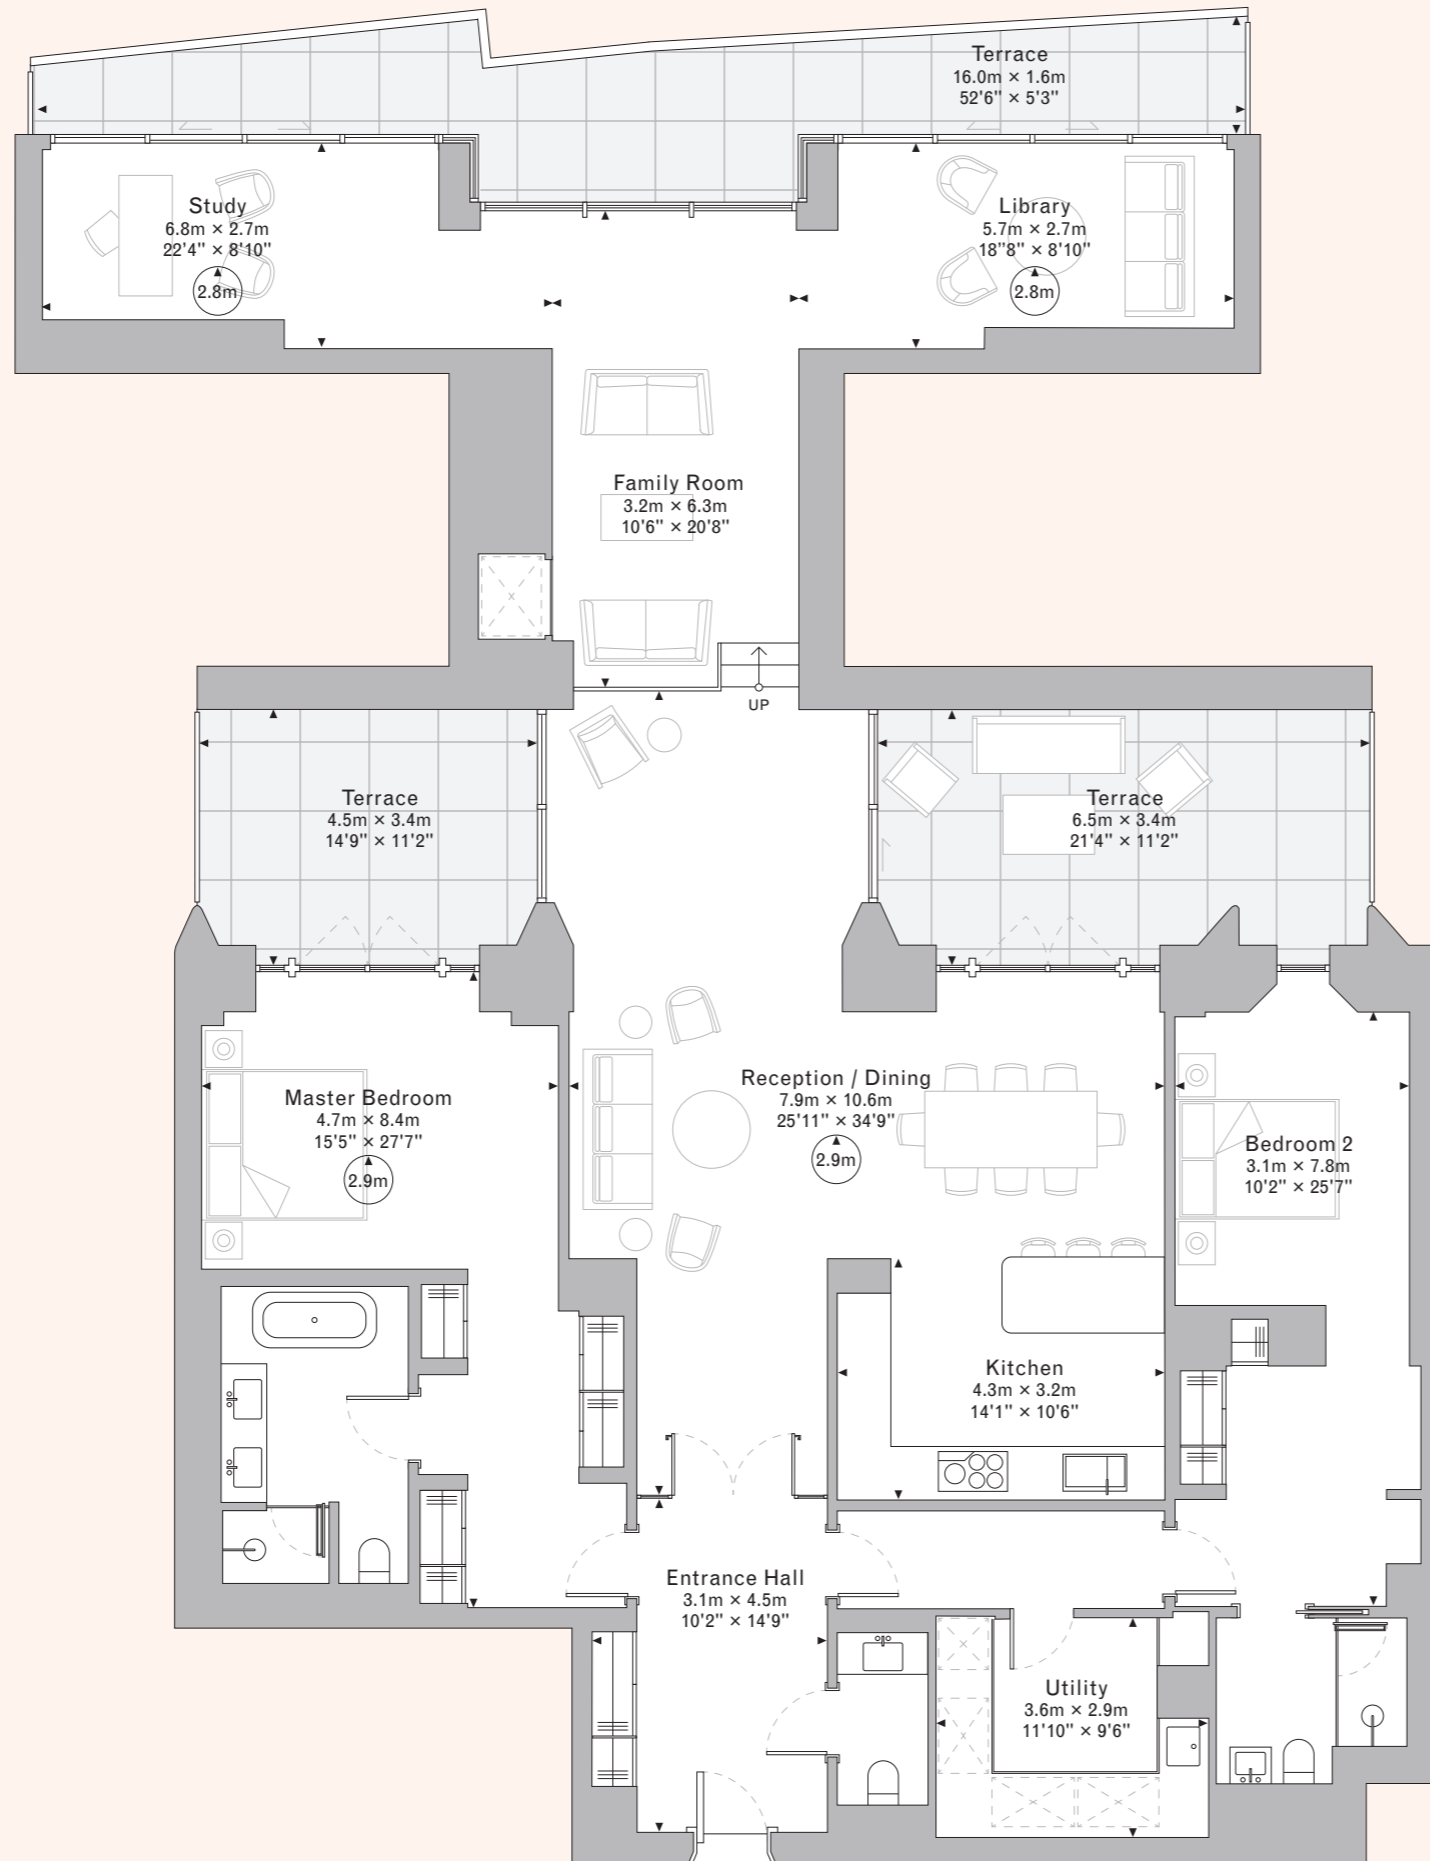 Terrace
16.0m × 1.6m
52'6" × 5'3"
Study
6.8m × 2.7m
22'4" × 8'10"
2.8m
Library
5.7m × 2.7m
18"8" × 8'10"
2.8m
Family Room
3.2m × 6.3m
10'6" × 20'8"
UP
Terrace
4.5m × 3.4m
14'9" × 11'2"
Terrace
6.5m × 3.4m
21'4" × 11'2"
Master Bedroom
4.7m × 8.4m
15'5" × 27'7"
2.9m
Reception / Dining
7.9m × 10.6m
25'11" × 34'9"
2.9m
Bedroom 2
3.1m × 7.8m
10'2" × 25'7"
Kitchen
4.3m × 3.2m
14'1" × 10'6"
Entrance Hall
3.1m × 4.5m
10'2" × 14'9"
Utility
3.6m × 2.9m
11'10" × 9'6"